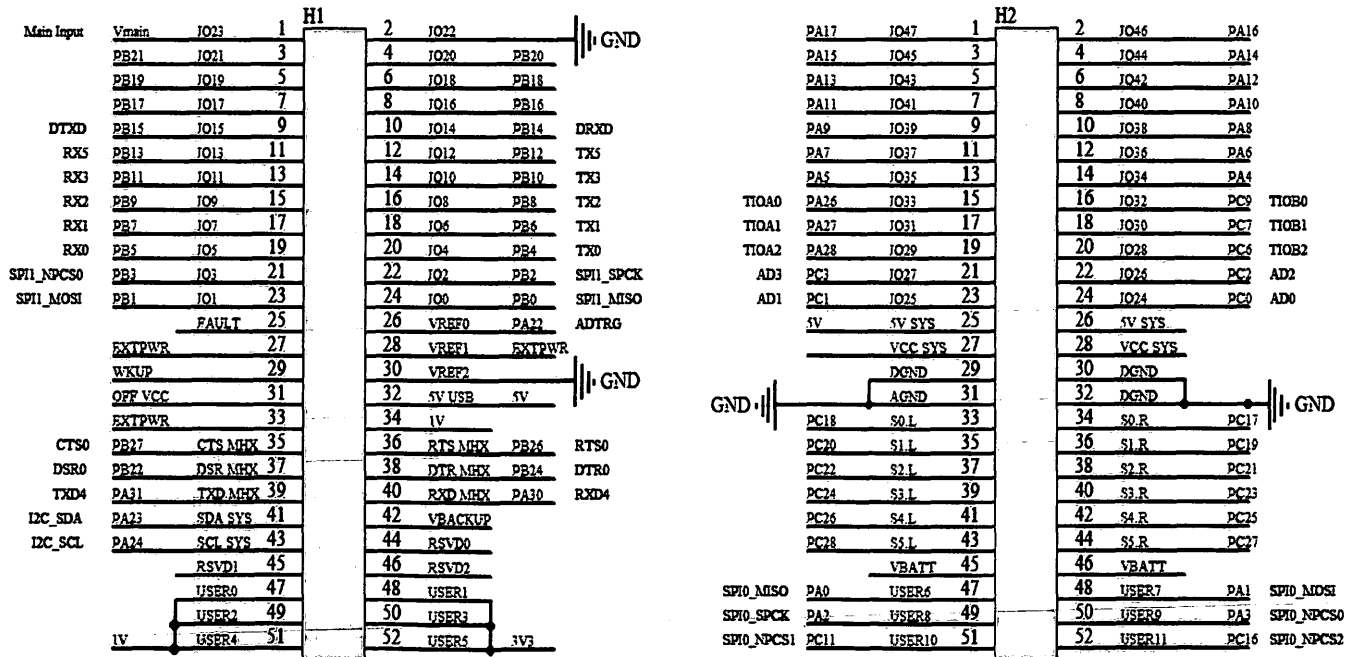 H1
Main Input Vmain IO23 1 2 IO22 GND
PB21 IO21 3 4 IO20 PB20
PB19 IO19 5 6 IO18 PB18
PB17 IO17 7 8 IO16 PB16
DTXD PB15 IO15 9 10 IO14 PB14 DRXD
RX5 PB13 IO13 11 12 IO12 PB12 TX5
RX3 PB11 IO11 13 14 IO10 PB10 TX3
RX2 PB9 IO9 15 16 IO8 PB8 TX2
RX1 PB7 IO7 17 18 IO6 PB6 TX1
RX0 PB5 IO5 19 20 IO4 PB4 TX0
SPI1_NPCS0 PB3 IO3 21 22 IO2 PB2 SPI1_SPCK
SPI1_MOSI PB1 IO1 23 24 IO0 PB0 SPI1_MISO
FAULT 25 26 VREF0 PA22 ADTRG
EXTPWR 27 28 VREF1 EXTPWR
WKUP 29 30 VREF2 GND
OFF VCC 31 32 5V USB 5V
EXTPWR 33 34 1V
CTS0 PB27 CTS MHX 35 36 RTS MHX PB26 RTS0
DSR0 PB22 DSR MHX 37 38 DTR MHX PB24 DTR0
TXD4 PA31 TXD MHX 39 40 RXD MHX PA30 RXD4
I2C_SDA PA23 SDA SYS 41 42 VBACKUP
I2C_SCL PA24 SCL SYS 43 44 RSVD0
RSVD1 45 46 RSVD2
USER0 47 48 USER1
USER2 49 50 USER3
1V USER4 51 52 USER5 3V3
H2
PA17 IO47 1 2 IO46 PA16
PA15 IO45 3 4 IO44 PA14
PA13 IO43 5 6 IO42 PA12
PA11 IO41 7 8 IO40 PA10
PA9 IO39 9 10 IO38 PA8
PA7 IO37 11 12 IO36 PA6
PA5 IO35 13 14 IO34 PA4
TIOA0 PA26 IO33 15 16 IO32 PC9 TIOB0
TIOA1 PA27 IO31 17 18 IO30 PC7 TIOB1
TIOA2 PA28 IO29 19 20 IO28 PC6 TIOB2
AD3 PC3 IO27 21 22 IO26 PC2 AD2
AD1 PC1 IO25 23 24 IO24 PC0 AD0
5V 5V SYS 25 26 5V SYS
VCC SYS 27 28 VCC SYS
DGND 29 30 DGND
GND AGND 31 32 DGND GND
PC18 S0.L 33 34 S0.R PC17
PC20 S1.L 35 36 S1.R PC19
PC22 S2.L 37 38 S2.R PC21
PC24 S3.L 39 40 S3.R PC23
PC26 S4.L 41 42 S4.R PC25
PC28 S5.L 43 44 S5.R PC27
VBATT 45 46 VBATT
SPI0_MISO PA0 USER6 47 48 USER7 PA1 SPI0_MOSI
SPI0_SPCK PA2 USER8 49 50 USER9 PA3 SPI0_NPCS0
SPI0_NPCS1 PC11 USER10 51 52 USER11 PC16 SPI0_NPCS2